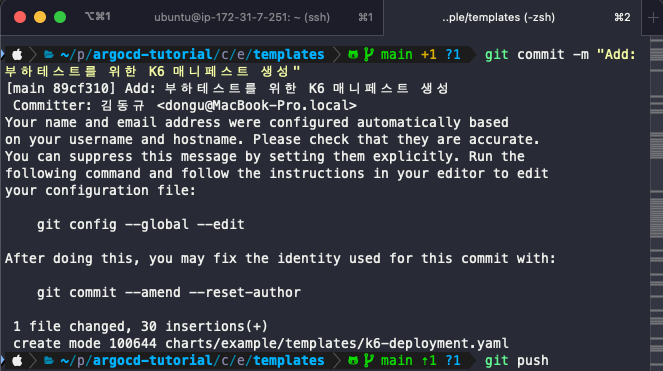 ⌥⌘1 ubuntu@ip-172-31-7-251: ~ (ssh) ⌘1 ..ple/templates (-zsh) ⌘2
~/p/argocd-tutorial/c/e/templates main +1 ?1 git commit -m "Add:
부하테스트를 위한 K6 매니페스트 생성"
[main 89cf310] Add: 부하테스트를 위한 K6 매니페스트 생성
Committer: 김동규 <dongu@MacBook-Pro.local>
Your name and email address were configured automatically based
on your username and hostname. Please check that they are accurate.
You can suppress this message by setting them explicitly. Run the
following command and follow the instructions in your editor to edit
your configuration file:
git config --global --edit
After doing this, you may fix the identity used for this commit with:
git commit --amend --reset-author
1 file changed, 30 insertions(+)
create mode 100644 charts/example/templates/k6-deployment.yaml
~/p/argocd-tutorial/c/e/templates main ⇡1 ?1 git push